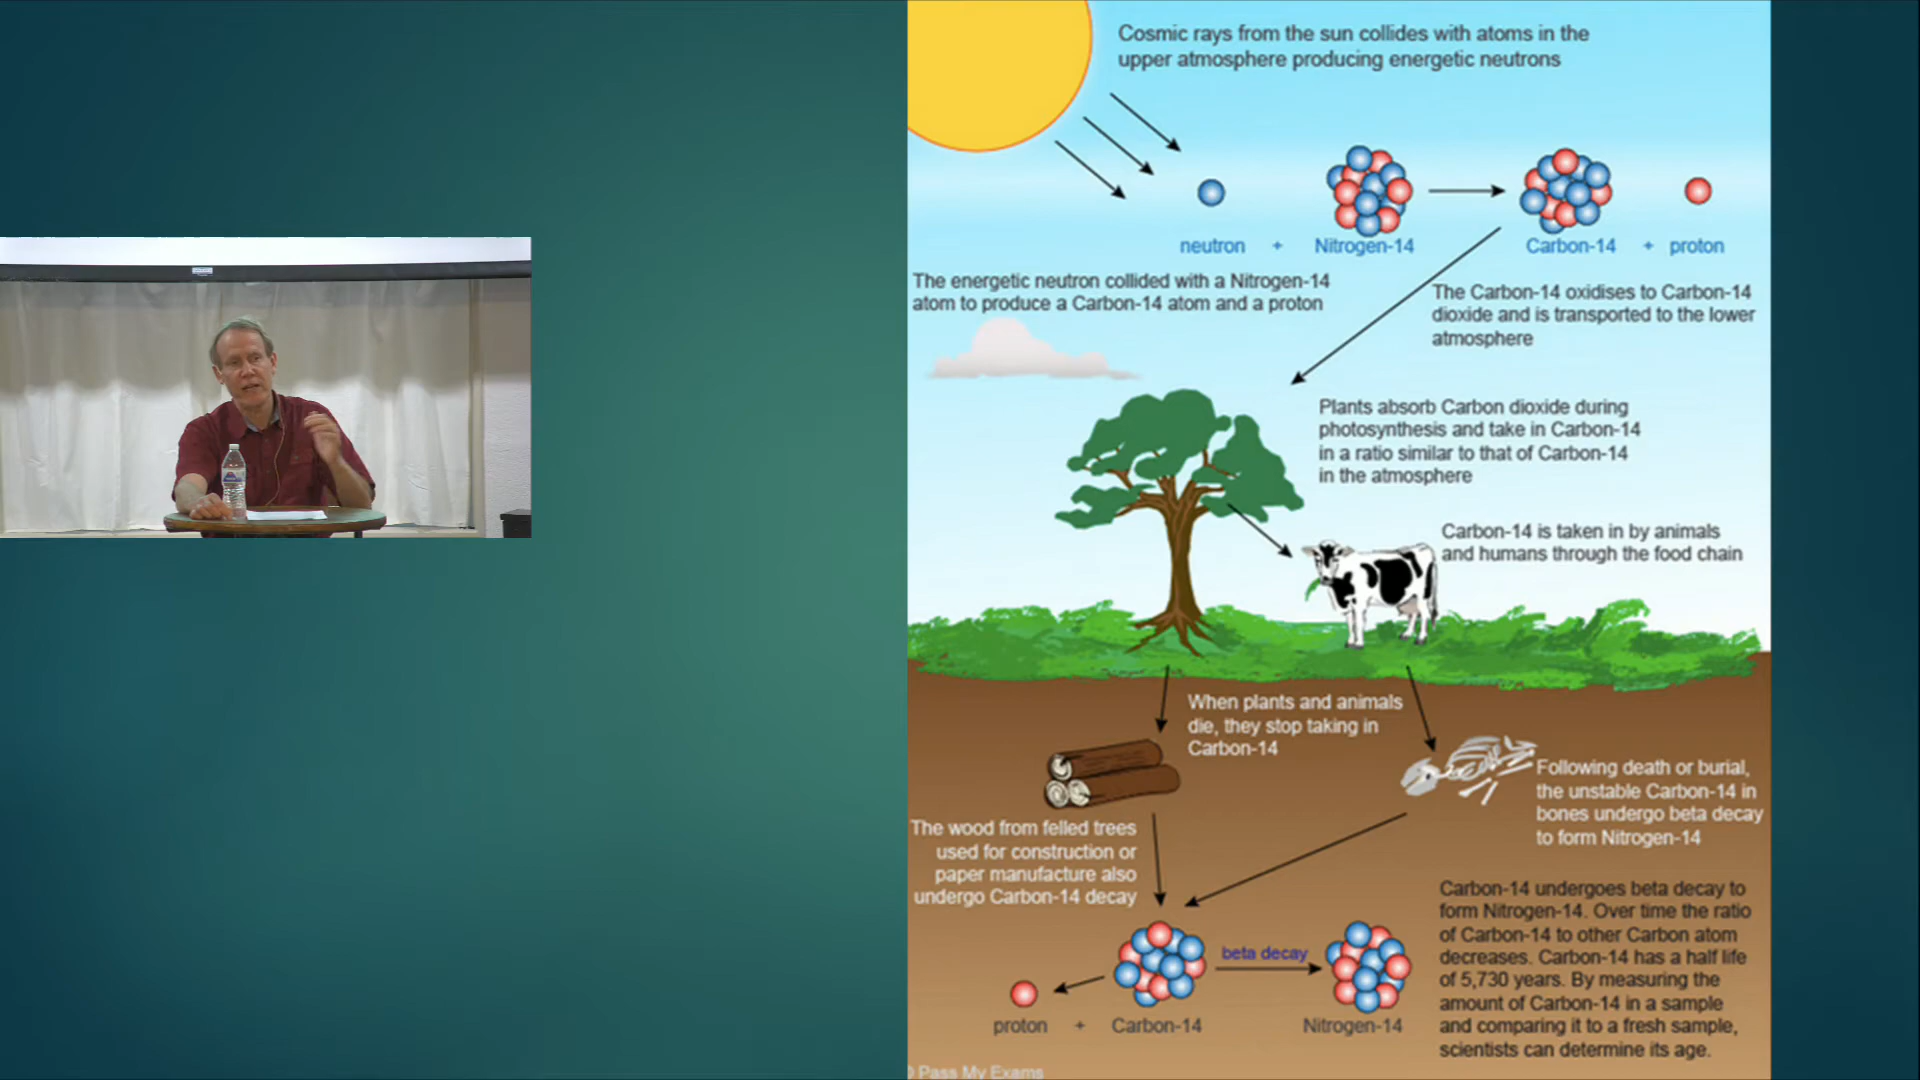 Cosmic rays from the sun collides with atoms in the
upper atmosphere producing energetic neutrons
neutron + Nitrogen-14
Carbon-14 + proton
The energetic neutron collided with a Nitrogen-14
atom to produce a Carbon-14 atom and a proton
The Carbon-14 oxidises to Carbon-14
dioxide and is transported to the lower
atmosphere
Plants absorb Carbon dioxide during
photosynthesis and take in Carbon-14
in a ratio similar to that of Carbon-14
in the atmosphere
Carbon-14 is taken in by animals
and humans through the food chain
When plants and animals
die, they stop taking in
Carbon-14
Following death or burial,
the unstable Carbon-14 in
bones undergo beta decay
to form Nitrogen-14
The wood from felled trees
used for construction or
paper manufacture also
undergo Carbon-14 decay
beta decay
proton + Carbon-14
Nitrogen-14
Carbon-14 undergoes beta decay to
form Nitrogen-14. Over time the ratio
of Carbon-14 to other Carbon atom
decreases. Carbon-14 has a half life
of 5,730 years. By measuring the
amount of Carbon-14 in a sample
and comparing it to a fresh sample,
scientists can determine its age.
Pass My Exams